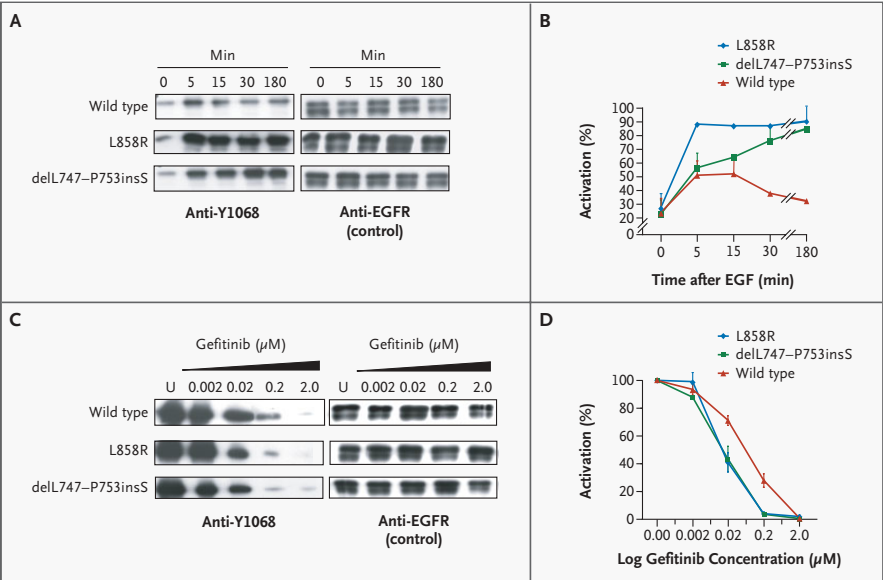 A
Min
Min
0 5 15 30 180
0 5 15 30 180
Wild type
L858R
delL747–P753insS
Anti-Y1068
Anti-EGFR
(control)
B
L858R
delL747–P753insS
Wild type
Activation (%)
100
90
80
70
60
50
40
30
20
0
0 5 15 30 180
Time after EGF (min)
C
Gefitinib (µM)
Gefitinib (µM)
U 0.002 0.02 0.2 2.0
U 0.002 0.02 0.2 2.0
Wild type
L858R
delL747–P753insS
Anti-Y1068
Anti-EGFR
(control)
D
L858R
delL747–P753insS
Wild type
Activation (%)
100
80
60
40
20
0
0.00 0.002 0.02 0.2 2.0
Log Gefitinib Concentration (µM)